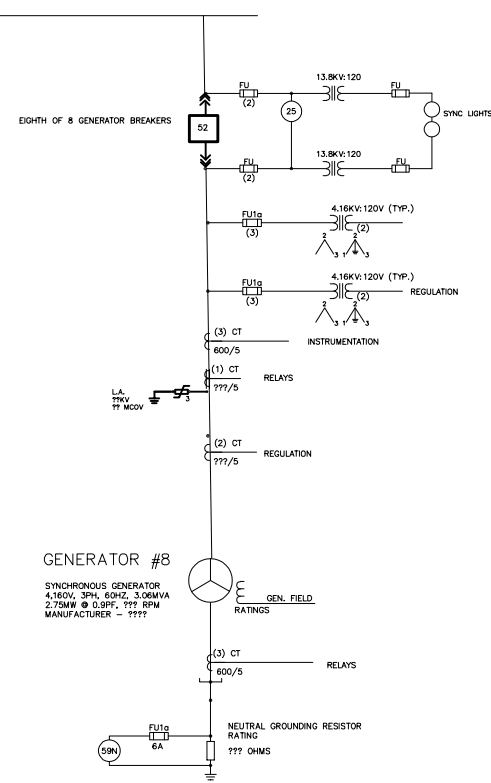 FU
13.8KV:120
FU
(2)
25
SYNC LIGHTS
EIGHTH OF 8 GENERATOR BREAKERS
52
13.8KV:120
FU
FU
(2)
FU1a
(3)
4.16KV:120V (TYP.)
(2)
2
3
1
2
3
FU1a
(3)
4.16KV:120V (TYP.)
(2)
REGULATION
2
3
1
2
3
(3) CT
600/5
INSTRUMENTATION
(1) CT
???/5
RELAYS
L.A.
??KV
?? MCOV
3
(2) CT
???/5
REGULATION
GENERATOR #8
SYNCHRONOUS GENERATOR
4,160V, 3PH, 60HZ, 3.06MVA
2.75MW @ 0.9PF, ??? RPM
MANUFACTURER - ????
GEN. FIELD
RATINGS
(3) CT
600/5
RELAYS
FU1a
6A
59N
NEUTRAL GROUNDING RESISTOR
RATING
??? OHMS